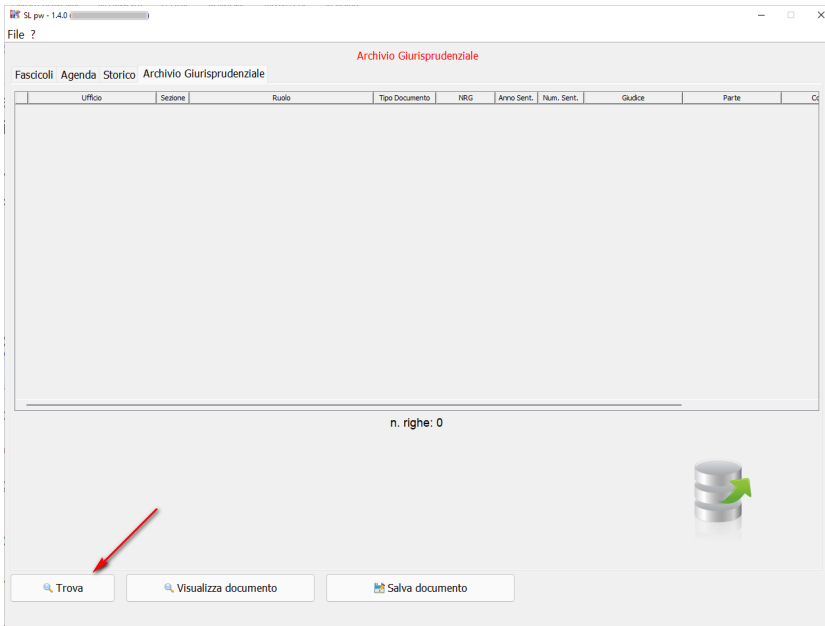 SL pw - 1.4.0 (
File ?
Archivio Giurisprudenziale
Fascicoli Agenda Storico Archivio Giurisprudenziale
Ufficio Sezione Ruolo Tipo Documento NRG Anno Sent. Num. Sent. Giudice Parte Co
n. righe: 0
Trova Visualizza documento Salva documento